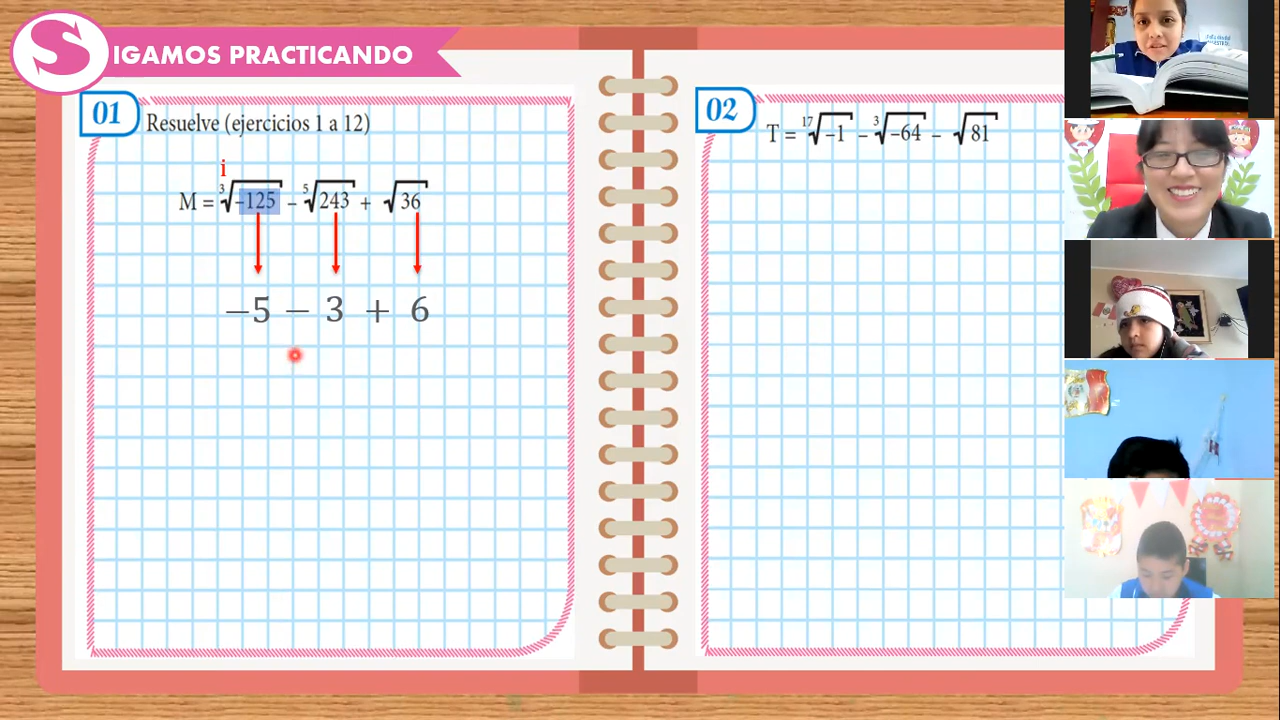 SIGAMOS PRACTICANDO
01
Resuelve (ejercicios 1 a 12)
i
M = ∛−125 − ⁵√243 + √36
−5 − 3 + 6
02
T = ¹⁷√−1 − ∛−64 − √81